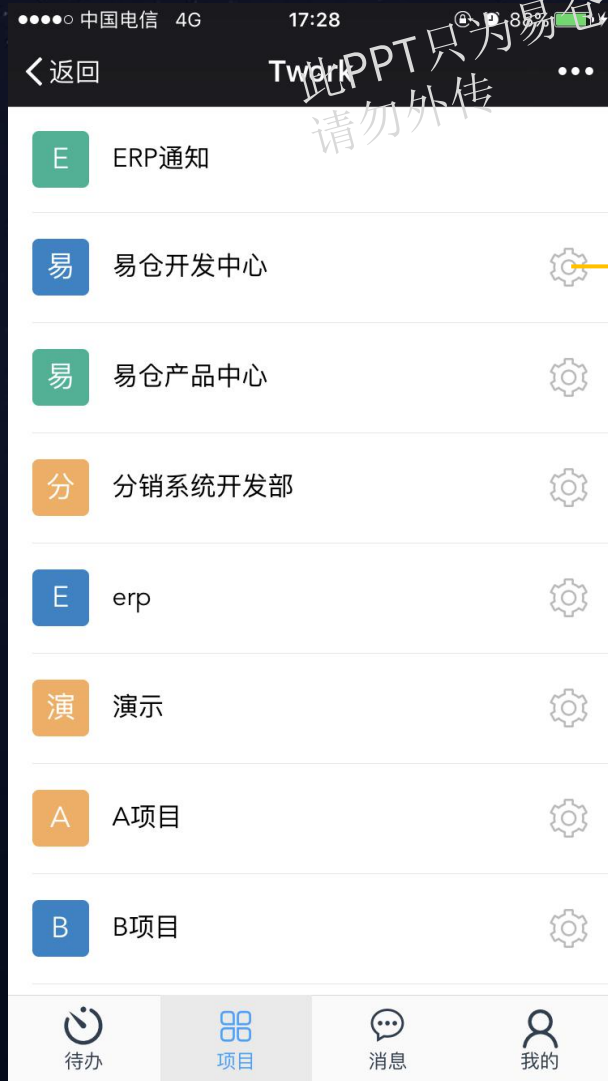 中国电信 4G 17:28 88%
返回 Twork
此PPT只为易仓
请勿外传
E ERP通知
易 易仓开发中心
易 易仓产品中心
分 分销系统开发部
E erp
演 演示
A A项目
B B项目
待办 项目 消息 我的